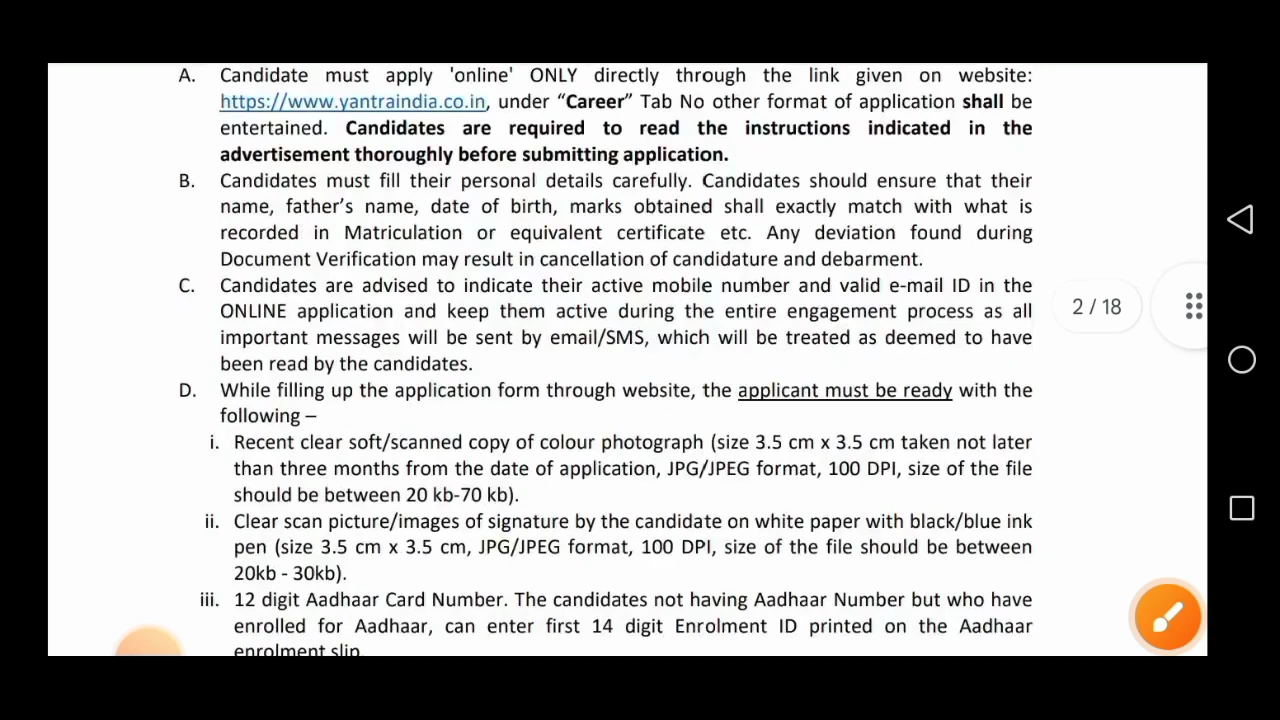 A. Candidate must apply 'online' ONLY directly through the link given on website:
https://www.yantraindia.co.in, under “Career” Tab No other format of application shall be
entertained. Candidates are required to read the instructions indicated in the
advertisement thoroughly before submitting application.
B. Candidates must fill their personal details carefully. Candidates should ensure that their
name, father’s name, date of birth, marks obtained shall exactly match with what is
recorded in Matriculation or equivalent certificate etc. Any deviation found during
Document Verification may result in cancellation of candidature and debarment.
C. Candidates are advised to indicate their active mobile number and valid e-mail ID in the
ONLINE application and keep them active during the entire engagement process as all
important messages will be sent by email/SMS, which will be treated as deemed to have
been read by the candidates.
D. While filling up the application form through website, the applicant must be ready with the
following –
i. Recent clear soft/scanned copy of colour photograph (size 3.5 cm x 3.5 cm taken not later
than three months from the date of application, JPG/JPEG format, 100 DPI, size of the file
should be between 20 kb-70 kb).
ii. Clear scan picture/images of signature by the candidate on white paper with black/blue ink
pen (size 3.5 cm x 3.5 cm, JPG/JPEG format, 100 DPI, size of the file should be between
20kb - 30kb).
iii. 12 digit Aadhaar Card Number. The candidates not having Aadhaar Number but who have
enrolled for Aadhaar, can enter first 14 digit Enrolment ID printed on the Aadhaar
enrolment slip
2 / 18